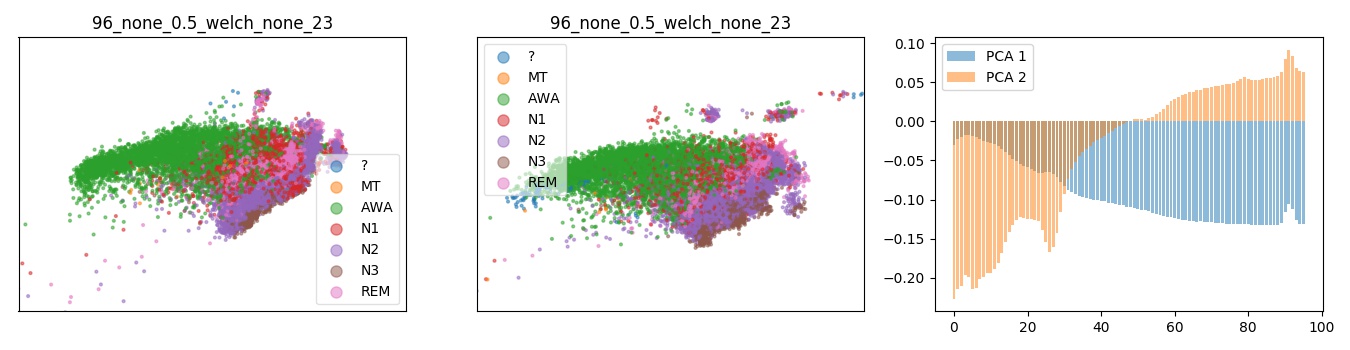 96_none_0.5_welch_none_23
?
MT
AWA
N1
N2
N3
REM
96_none_0.5_welch_none_23
?
MT
AWA
N1
N2
N3
REM
PCA 1
PCA 2
0.10
0.05
0.00
−0.05
−0.10
−0.15
−0.20
0
20
40
60
80
100